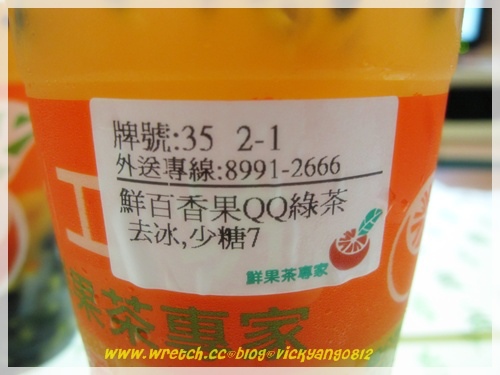 牌號:35 2-1
外送專線:8991-2666
鮮百香果QQ綠茶
去冰,少糖7
鮮果茶專家
果茶專家
www.wretch.cc@blog@vickyang0812